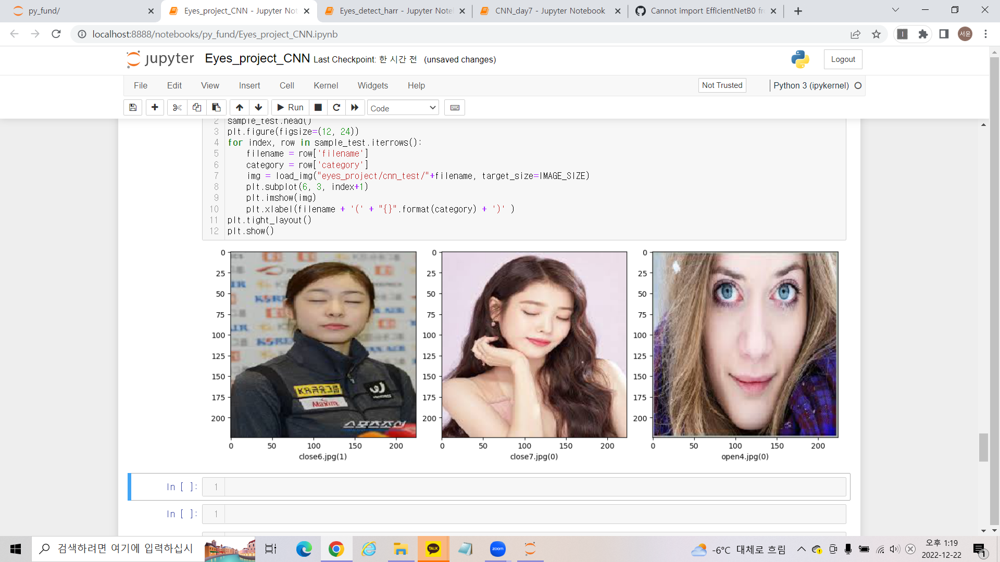 py_fund/
Eyes_project_CNN - Jupyter Not
Eyes_detect_harr - Jupyter Note
CNN_day7 - Jupyter Notebook
Cannot import EfficientNetB0 fr
localhost:8888/notebooks/py_fund/Eyes_project_CNN.ipynb
서윤
jupyter Eyes_project_CNN Last Checkpoint: 한 시간 전 (unsaved changes)
Logout
File Edit View Insert Cell Kernel Widgets Help
Not Trusted
Python 3 (ipykernel)
Run
Code
2 sample_test.head()
3 plt.figure(figsize=(12, 24))
4 for index, row in sample_test.iterrows():
5 filename = row['filename']
6 category = row['category']
7 img = load_img("eyes_project/cnn_test/"+filename, target_size=IMAGE_SIZE)
8 plt.subplot(6, 3, index+1)
9 plt.imshow(img)
10 plt.xlabel(filename + '(' + "{}".format(category) + ')' )
11 plt.tight_layout()
12 plt.show()
0
25
50
75
100
125
150
175
200
0 50 100 150 200
close6.jpg(1)
KB금융그룹
스포츠조선
0
25
50
75
100
125
150
175
200
0 50 100 150 200
close7.jpg(0)
0
25
50
75
100
125
150
175
200
0 50 100 150 200
open4.jpg(0)
In [ ]: 1
In [ ]: 1
검색하려면 여기에 입력하십시
TALK
zoom
-6°C 대체로 흐림
오후 1:19
2022-12-22
1